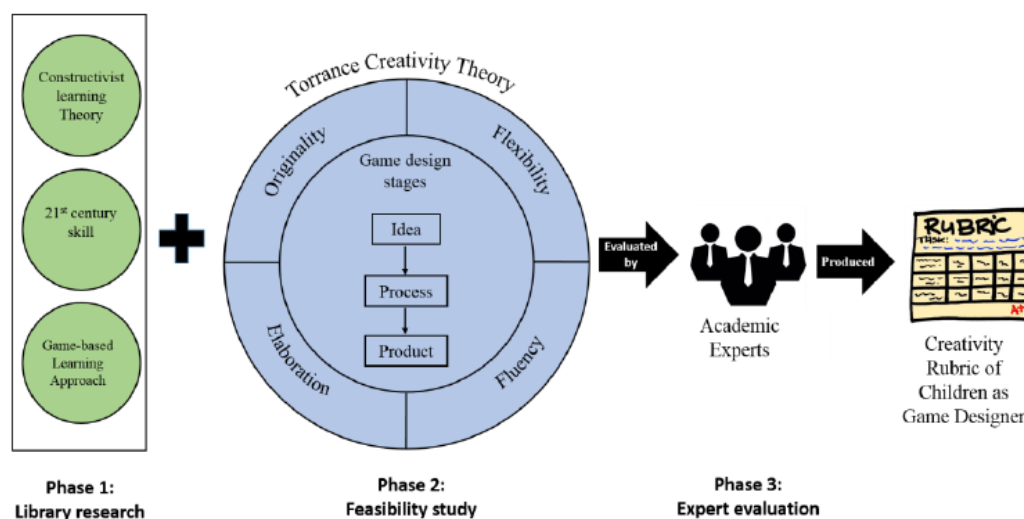 Constructivist
learning
Theory
21st century
skill
Game-based
Learning
Approach
Torrance Creativity Theory
Originality
Flexibility
Elaboration
Fluency
Game design
stages
Idea
Process
Product
Evaluated
by
Academic
Experts
Produced
RUBRIC
TASK:
A+
Creativity
Rubric of
Children as
Game Designer
Phase 1:
Library research
Phase 2:
Feasibility study
Phase 3:
Expert evaluation